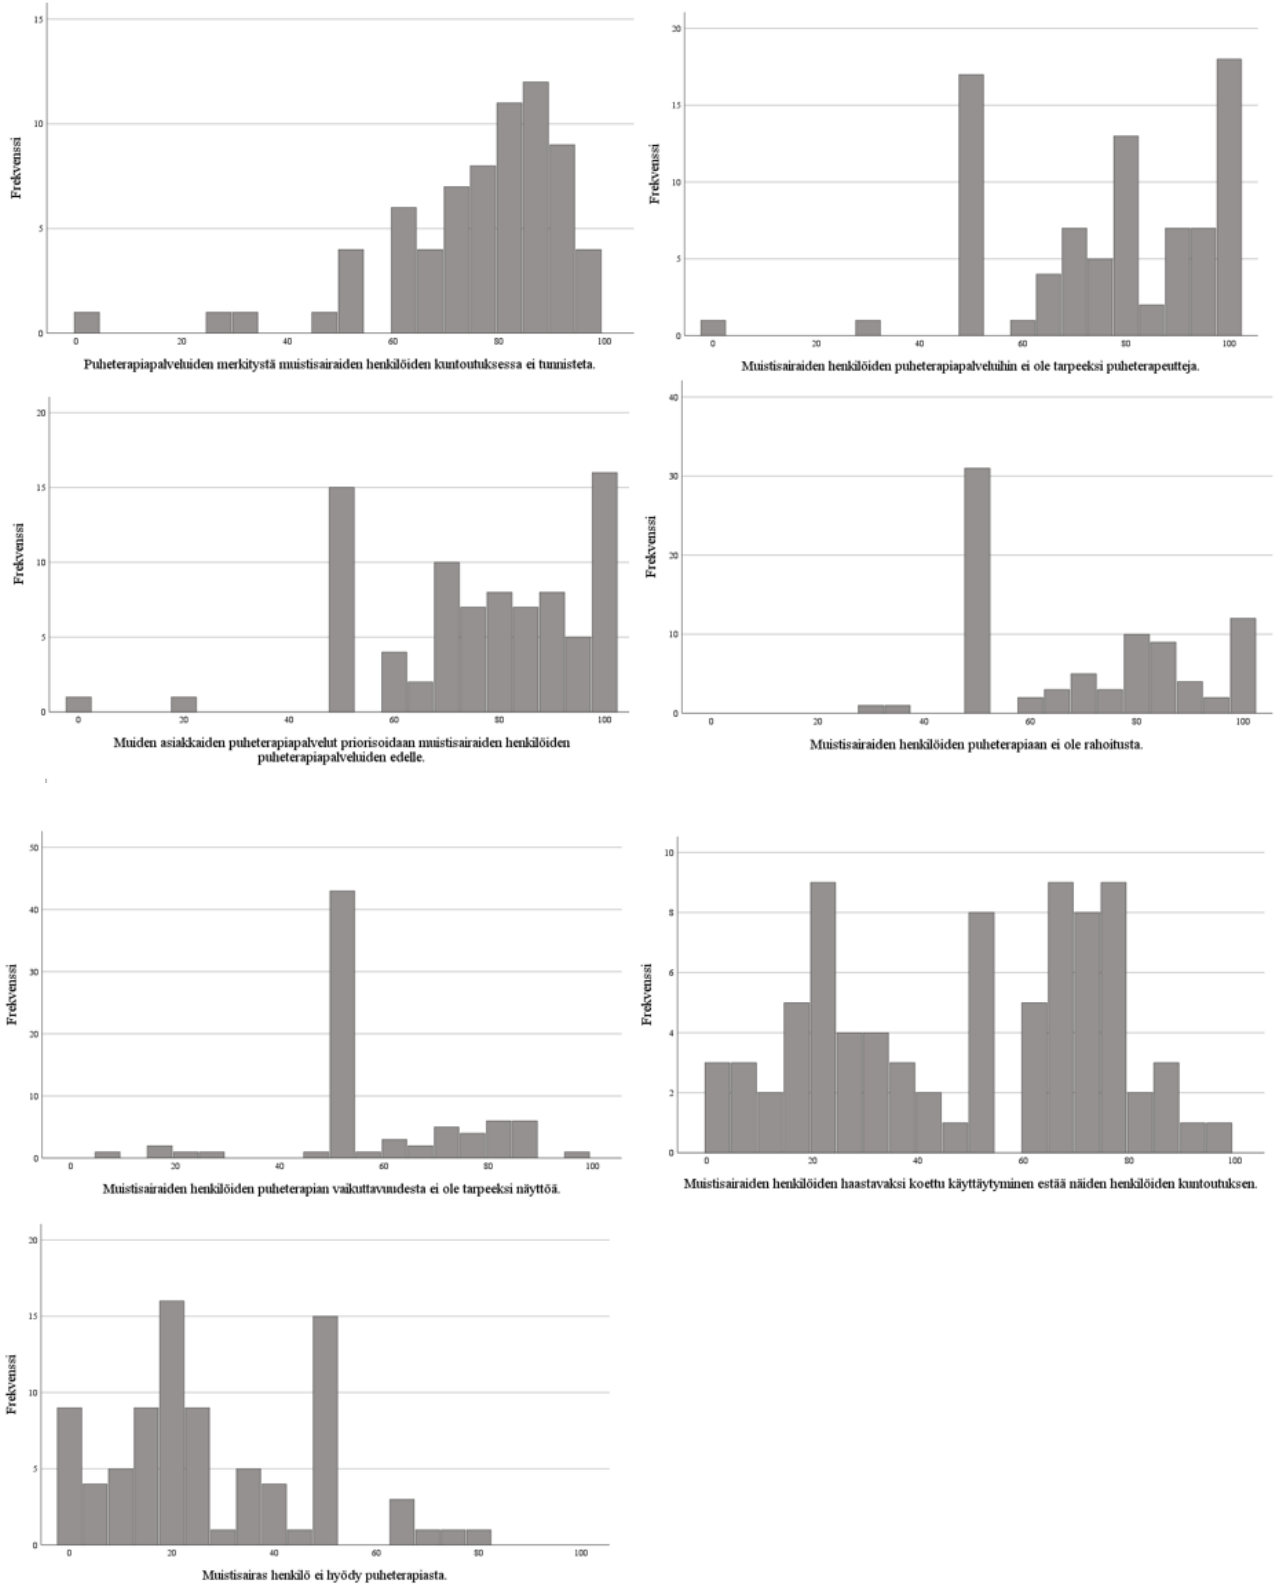 15
10
5
0
Frekvenssi
0 20 40 60 80 100
Puheterapiapalveluiden merkitystä muistisairaiden henkilöiden kuntoutuksessa ei tunnisteta.
20
15
10
5
0
Frekvenssi
0 20 40 60 80 100
Muistisairaiden henkilöiden puheterapiapalveluihin ei ole tarpeeksi puheterapeutteja.
20
15
10
5
0
Frekvenssi
0 20 40 60 80 100
Muiden asiakkaiden puheterapiapalvelut priorisoidaan muistisairaiden henkilöiden
puheterapiapalveluiden edelle.
40
30
20
10
0
Frekvenssi
0 20 40 60 80 100
Muistisairaiden henkilöiden puheterapiaan ei ole rahoitusta.
50
40
30
20
10
0
Frekvenssi
0 20 40 60 80 100
Muistisairaiden henkilöiden puheterapian vaikuttavuudesta ei ole tarpeeksi näyttöä.
10
8
6
4
2
0
Frekvenssi
0 20 40 60 80 100
Muistisairaiden henkilöiden haastavaksi koettu käyttäytyminen estää näiden henkilöiden kuntoutuksen.
20
15
10
5
0
Frekvenssi
0 20 40 60 80 100
Muistisairas henkilö ei hyödy puheterapiasta.